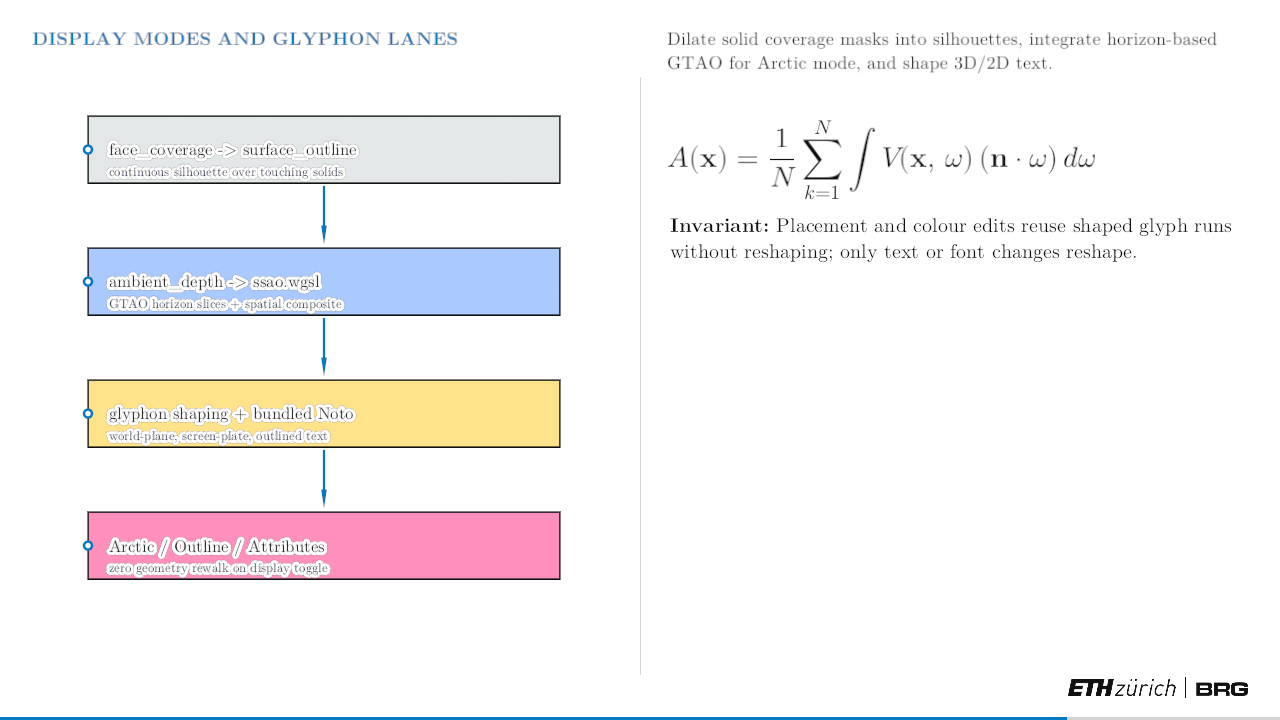 DISPLAY MODES AND GLYPHON LANES
face_coverage -> surface_outline
continuous silhouette over touching solids
ambient_depth -> ssao.wgsl
GTAO horizon slices + spatial composite
glyphon shaping + bundled Noto
world-plane, screen-plate, outlined text
Arctic / Outline / Attributes
zero geometry rewalk on display toggle
Dilate solid coverage masks into silhouettes, integrate horizon-based
GTAO for Arctic mode, and shape 3D/2D text.
A(x) = 1/N ∑_{k=1}^{N} ∫ V(x, ω) (n · ω) dω
Invariant: Placement and colour edits reuse shaped glyph runs
without reshaping; only text or font changes reshape.
ETH zürich | BRG